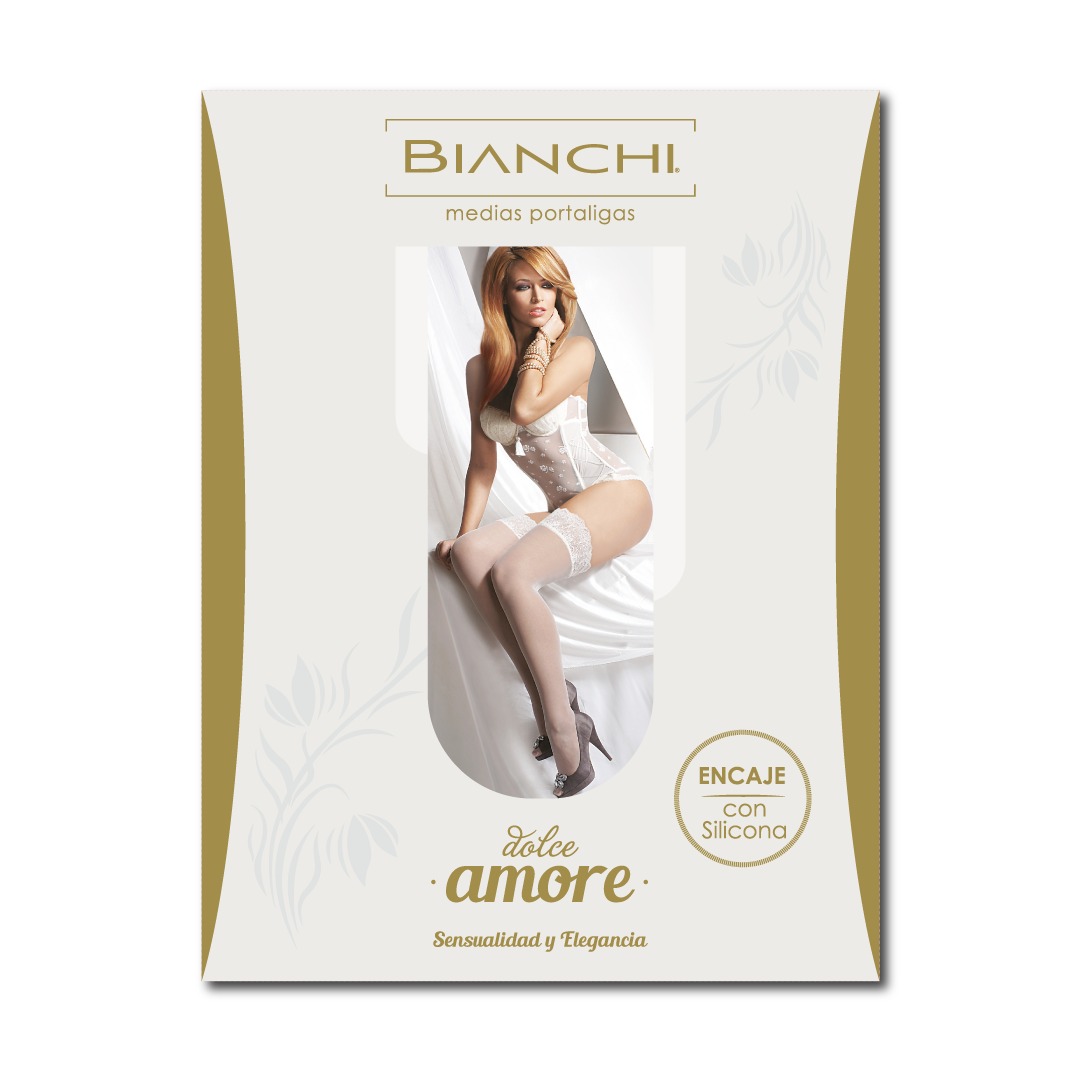 BIANCHI®
medias portaligas
ENCAJE
con
Silicona
dolce
· amore ·
Sensualidad y Elegancia